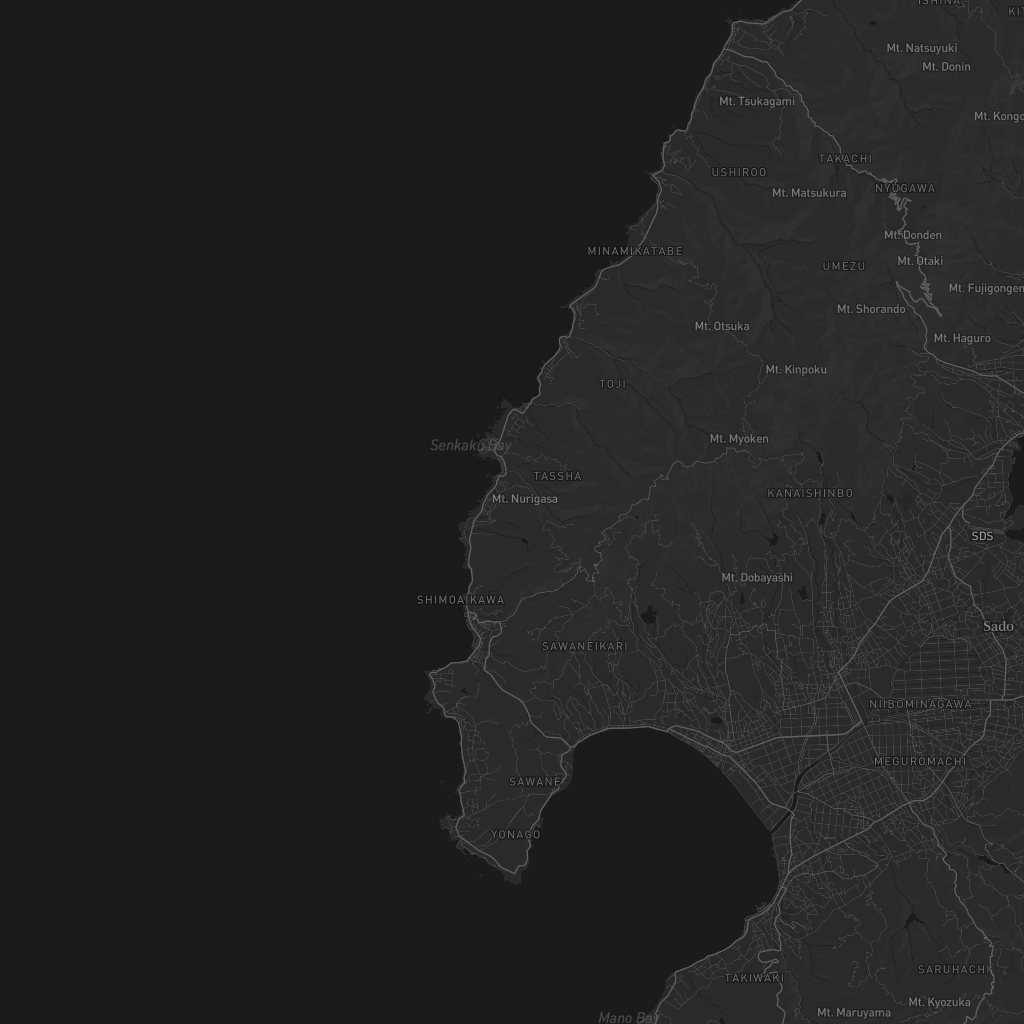 ISHINA
KIT
Mt. Natsuyuki
Mt. Donin
Mt. Tsukagami
Mt. Kongo
TAKACHI
USHIROO
NYUGAWA
Mt. Matsukura
Mt. Donden
MINAMIKATABE
Mt. Otaki
UMEZU
Mt. Fujigongen
Mt. Shorando
Mt. Otsuka
Mt. Haguro
Mt. Kinpoku
TOJI
Mt. Myoken
Senkaku Bay
TASSHA
KANAISHINBO
Mt. Nurigasa
SDS
Mt. Dobayashi
SHIMOAIKAWA
Sado
SAWANEIKARI
NIIBOMINAGAWA
MEGUROMACHI
SAWANE
YONAGO
SARUHACHI
TAKIWAKI
Mt. Kyozuka
Mt. Maruyama
Mano Bay